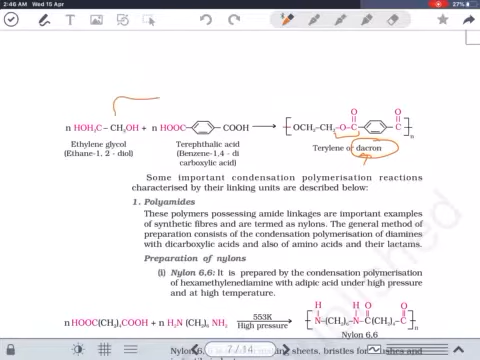 2:46 AM Wed 15 Apr
27%
n HOH₂C – CH₂OH + n HOOC COOH ⟶ [ OCH₂–CH₂–O–C(=O) C(=O) ]ₙ
Ethylene glycol Terephthalic acid Terylene or dacron
(Ethane-1, 2 - diol) (Benzene-1,4 - di
carboxylic acid)
Some important condensation polymerisation reactions
characterised by their linking units are described below:
1. Polyamides
These polymers possessing amide linkages are important examples
of synthetic fibres and are termed as nylons. The general method of
preparation consists of the condensation polymerisation of diamines
with dicarboxylic acids and also of amino acids and their lactams.
Preparation of nylons
(i) Nylon 6,6: It is prepared by the condensation polymerisation
of hexamethylenediamine with adipic acid under high pressure
and at high temperature.
n HOOC(CH₂)₄COOH + n H₂N (CH₂)₆ NH₂ 553K High pressure ⟶ [ N(H)–(CH₂)₆–N(H)–C(=O)(CH₂)₄–C(=O) ]ₙ
Nylon 6,6
7 / 14
Nylon 6, sheets, bristles for and